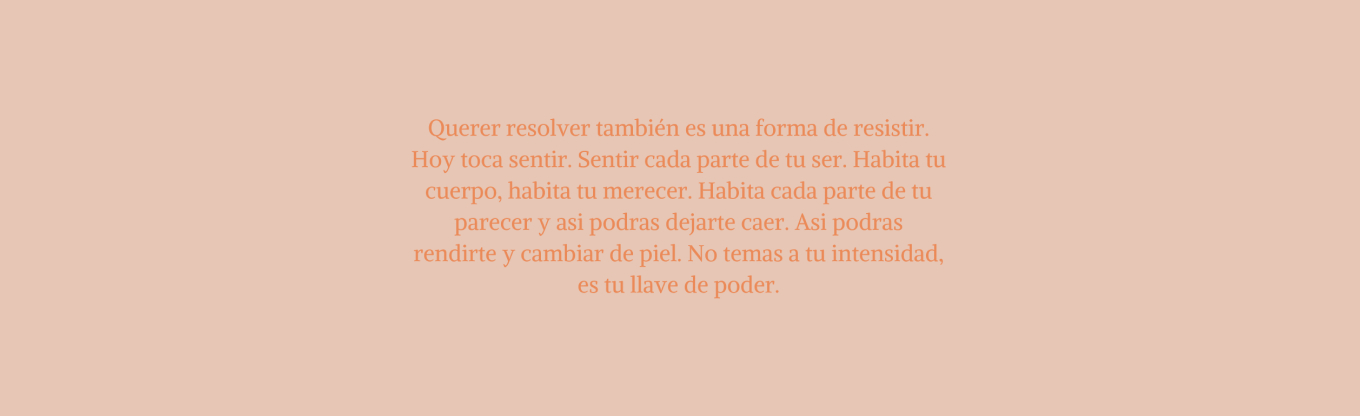 Querer resolver también es una forma de resistir.
Hoy toca sentir. Sentir cada parte de tu ser. Habita tu
cuerpo, habita tu merecer. Habita cada parte de tu
parecer y asi podras dejarte caer. Asi podras
rendirte y cambiar de piel. No temas a tu intensidad,
es tu llave de poder.